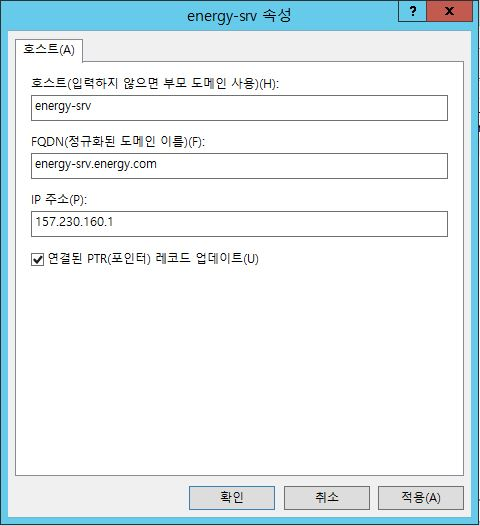 energy-srv 속성
? x
호스트(A)
호스트(입력하지 않으면 부모 도메인 사용)(H):
energy-srv
FQDN(정규화된 도메인 이름)(F):
energy-srv.energy.com
IP 주소(P):
157.230.160.1
연결된 PTR(포인터) 레코드 업데이트(U)
확인 취소 적용(A)